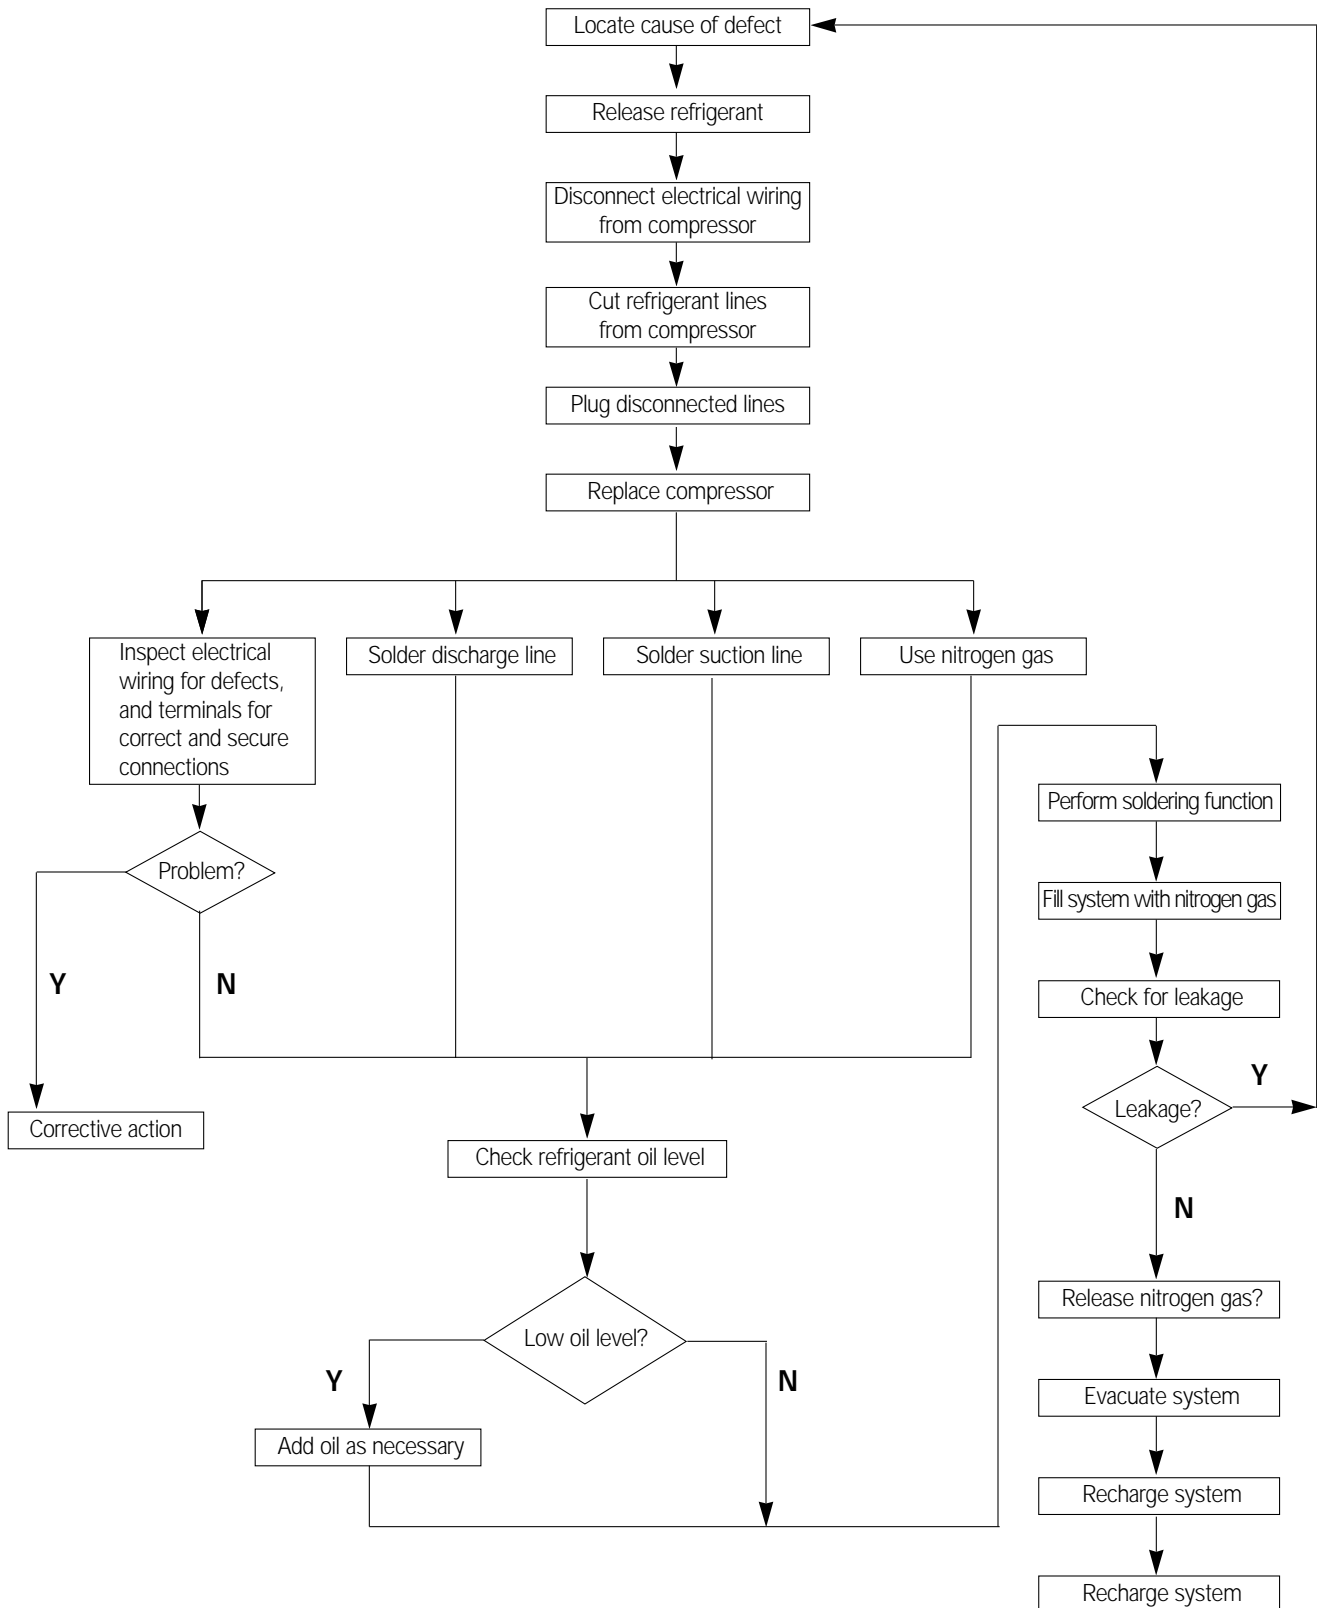 Locate cause of defect
Release refrigerant
Disconnect electrical wiring
from compressor
Cut refrigerant lines
from compressor
Plug disconnected lines
Replace compressor
Inspect electrical
wiring for defects,
and terminals for
correct and secure
connections
Solder discharge line
Solder suction line
Use nitrogen gas
Problem?
Y
N
Corrective action
Check refrigerant oil level
Low oil level?
Y
N
Add oil as necessary
Perform soldering function
Fill system with nitrogen gas
Check for leakage
Leakage?
Y
N
Release nitrogen gas?
Evacuate system
Recharge system
Recharge system